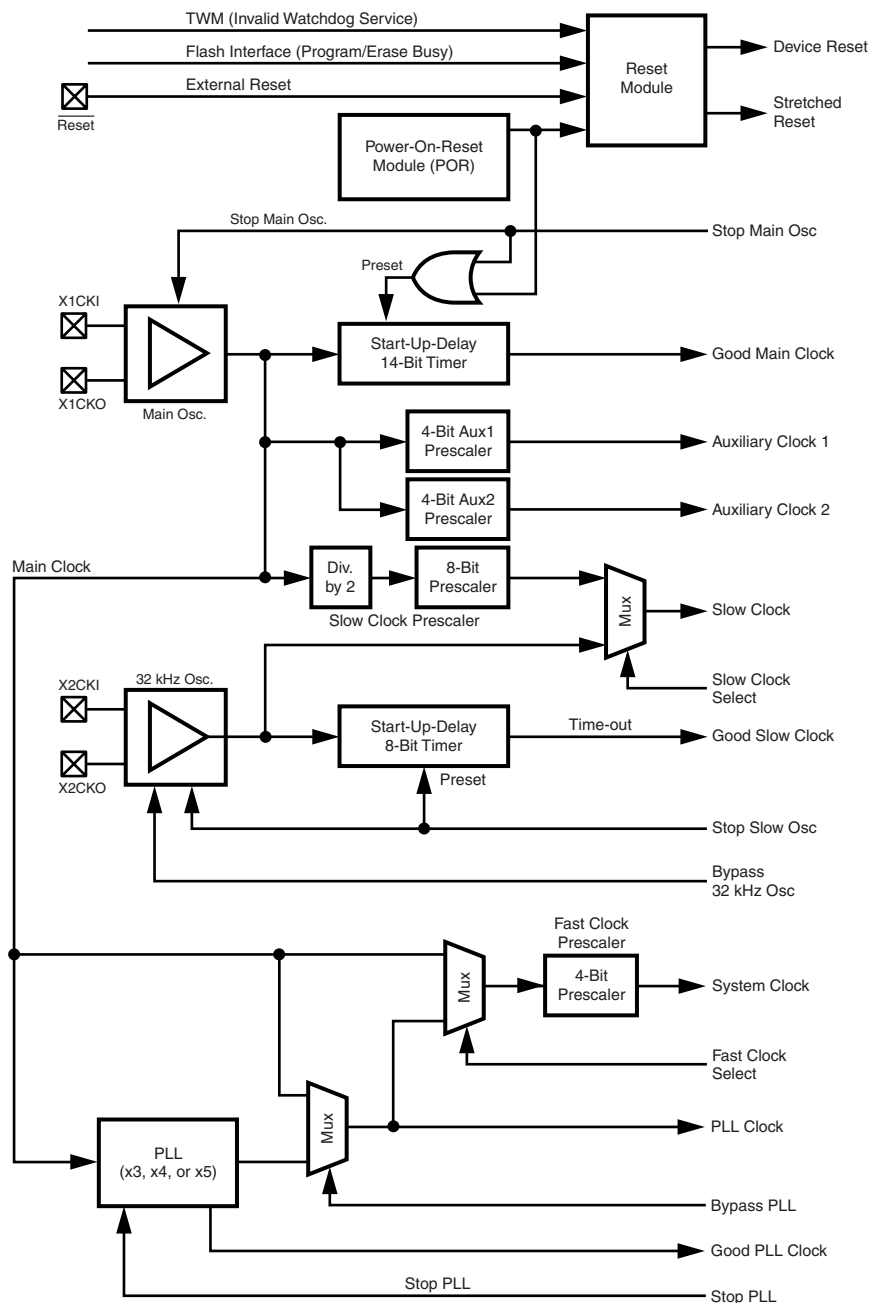 TWM (Invalid Watchdog Service)
Flash Interface (Program/Erase Busy)
External Reset
Reset
Reset
Module
Device Reset
Stretched
Reset
Power-On-Reset
Module (POR)
Stop Main Osc.
Stop Main Osc
Preset
X1CKI
X1CKO
Main Osc.
Start-Up-Delay
14-Bit Timer
Good Main Clock
4-Bit Aux1
Prescaler
Auxiliary Clock 1
4-Bit Aux2
Prescaler
Auxiliary Clock 2
Main Clock
Div.
by 2
8-Bit
Prescaler
Slow Clock Prescaler
Mux
Slow Clock
Slow Clock
Select
X2CKI
X2CKO
32 kHz Osc.
Start-Up-Delay
8-Bit Timer
Time-out
Good Slow Clock
Preset
Stop Slow Osc
Bypass
32 kHz Osc
Fast Clock
Prescaler
Mux
4-Bit
Prescaler
System Clock
Fast Clock
Select
Mux
PLL Clock
PLL
(x3, x4, or x5)
Bypass PLL
Good PLL Clock
Stop PLL
Stop PLL